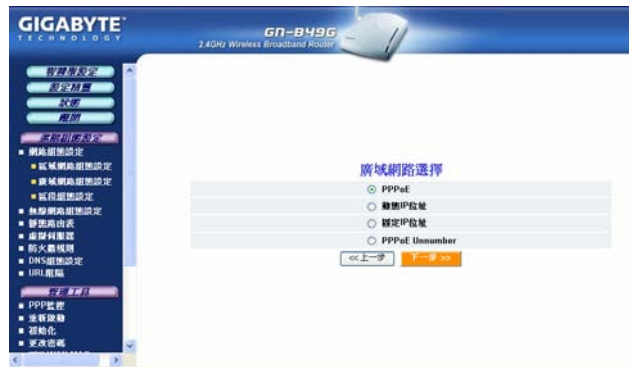 GIGABYTE
TECHNOLOGY
GN-B49G
2.4GHz Wireless Broadband Router
設定精靈
狀態
離開
網路組態設定
區域網路組態設定
廣域網路組態設定
區段組態設定
無線網路組態設定
靜態路由表
虛擬伺服器
防火牆規則
DNS組態設定
URL阻隔
管理工具
PPP監控
重新啟動
初始化
更改密碼
廣域網路選擇
PPPoE
動態IP位址
固定IP位址
PPPoE Unnumber
<<上一步
下一步 >>